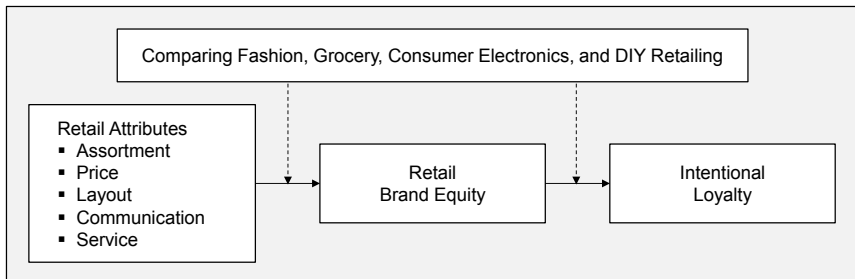 Comparing Fashion, Grocery, Consumer Electronics, and DIY Retailing
Retail Attributes
▪ Assortment
▪ Price
▪ Layout
▪ Communication
▪ Service
Retail
Brand Equity
Intentional
Loyalty